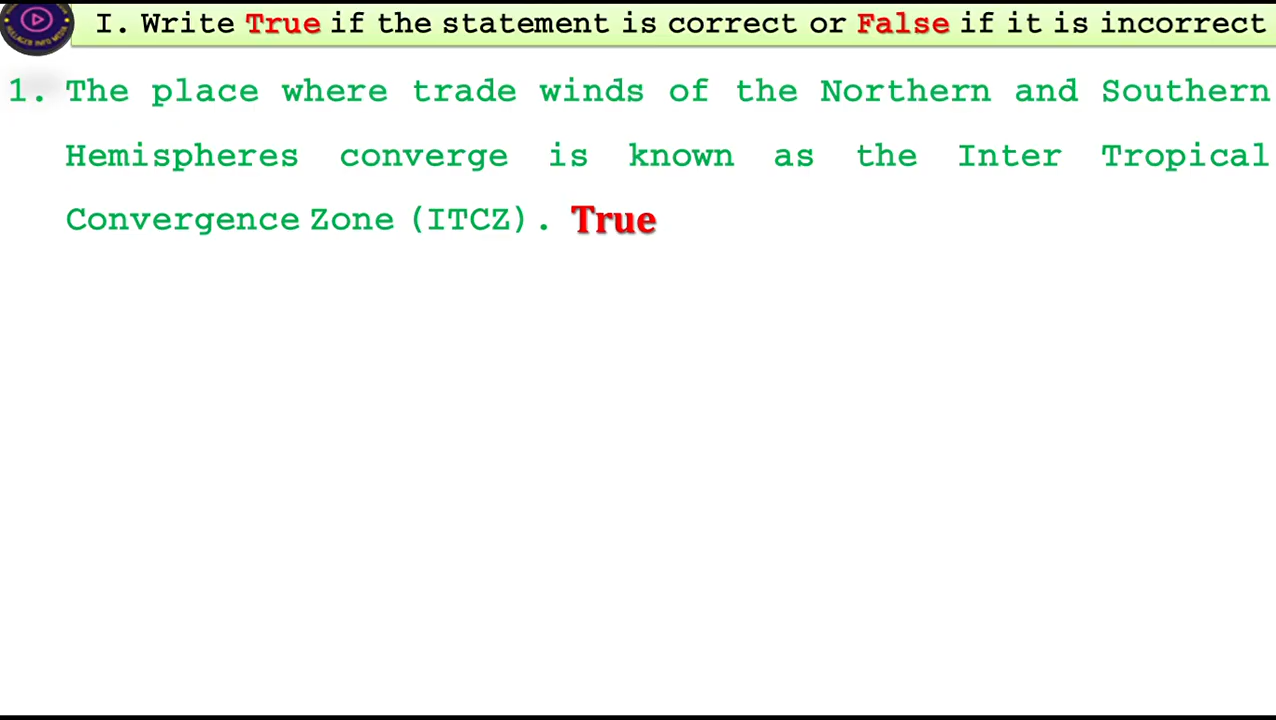 I. Write True if the statement is correct or False if it is incorrect
1. The place where trade winds of the Northern and Southern
Hemispheres converge is known as the Inter Tropical
Convergence Zone (ITCZ). True